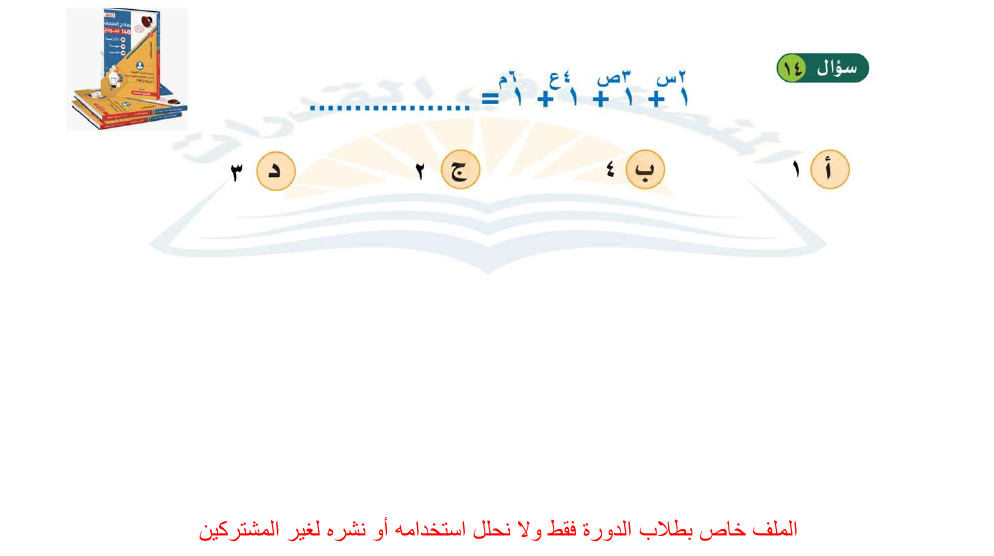 سؤال ١٤
١^٢س + ١^٣ص + ١^٤ع + ١^٦م = ..................
أ ١ ب ٤ ج ٢ د ٣
الملف خاص بطلاب الدورة فقط ولا نحلل استخدامه أو نشره لغير المشتركين